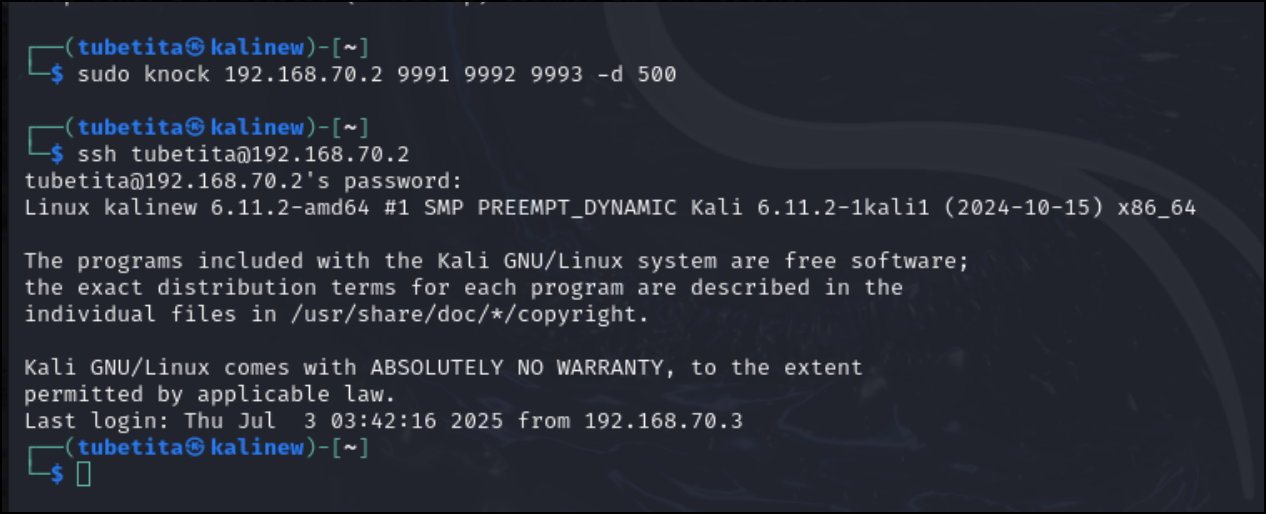 ┌──(tubetita㉿kalinew)-[~]
└─$ sudo knock 192.168.70.2 9991 9992 9993 -d 500
┌──(tubetita㉿kalinew)-[~]
└─$ ssh tubetita@192.168.70.2
tubetita@192.168.70.2's password:
Linux kalinew 6.11.2-amd64 #1 SMP PREEMPT_DYNAMIC Kali 6.11.2-1kali1 (2024-10-15) x86_64
The programs included with the Kali GNU/Linux system are free software;
the exact distribution terms for each program are described in the
individual files in /usr/share/doc/*/copyright.
Kali GNU/Linux comes with ABSOLUTELY NO WARRANTY, to the extent
permitted by applicable law.
Last login: Thu Jul  3 03:42:16 2025 from 192.168.70.3
┌──(tubetita㉿kalinew)-[~]
└─$